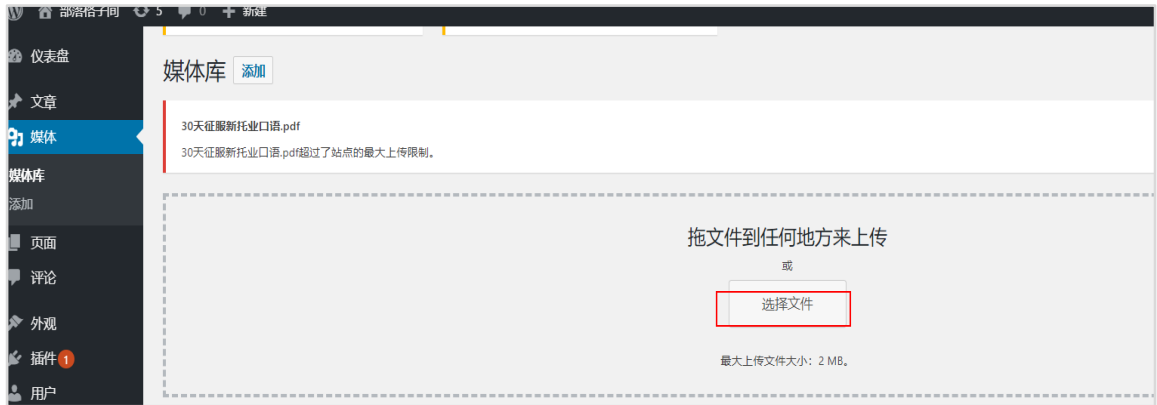 部落格子间 5 0 新建
仪表盘
文章
媒体
媒体库
添加
页面
评论
外观
插件 1
用户
媒体库 添加
30天征服新托业口语.pdf
30天征服新托业口语.pdf超过了站点的最大上传限制。
拖文件到任何地方来上传
或
选择文件
最大上传文件大小：2 MB。